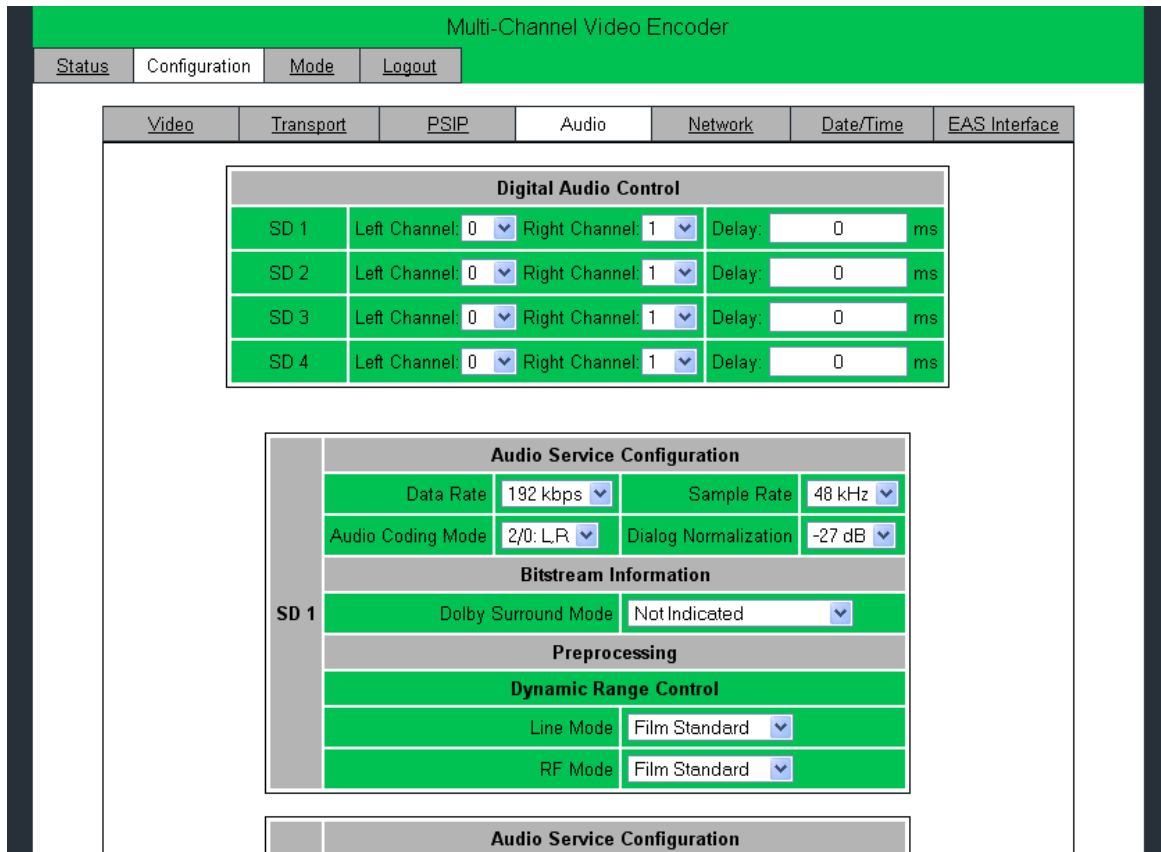 Multi-Channel Video Encoder
Status Configuration Mode Logout
Video Transport PSIP Audio Network Date/Time EAS Interface
Digital Audio Control
SD 1 Left Channel: 0 Right Channel: 1 Delay: 0 ms
SD 2 Left Channel: 0 Right Channel: 1 Delay: 0 ms
SD 3 Left Channel: 0 Right Channel: 1 Delay: 0 ms
SD 4 Left Channel: 0 Right Channel: 1 Delay: 0 ms
Audio Service Configuration
Data Rate 192 kbps Sample Rate 48 kHz
Audio Coding Mode 2/0: L,R Dialog Normalization -27 dB
Bitstream Information
SD 1 Dolby Surround Mode Not Indicated
Preprocessing
Dynamic Range Control
Line Mode Film Standard
RF Mode Film Standard
Audio Service Configuration